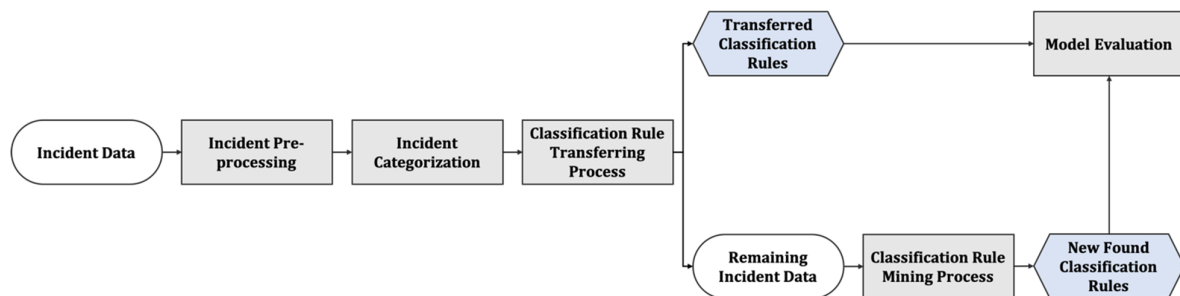 Incident Data
Incident Pre-
processing
Incident
Categorization
Classification Rule
Transferring
Process
Transferred
Classification
Rules
Model Evaluation
Remaining
Incident Data
Classification Rule
Mining Process
New Found
Classification
Rules